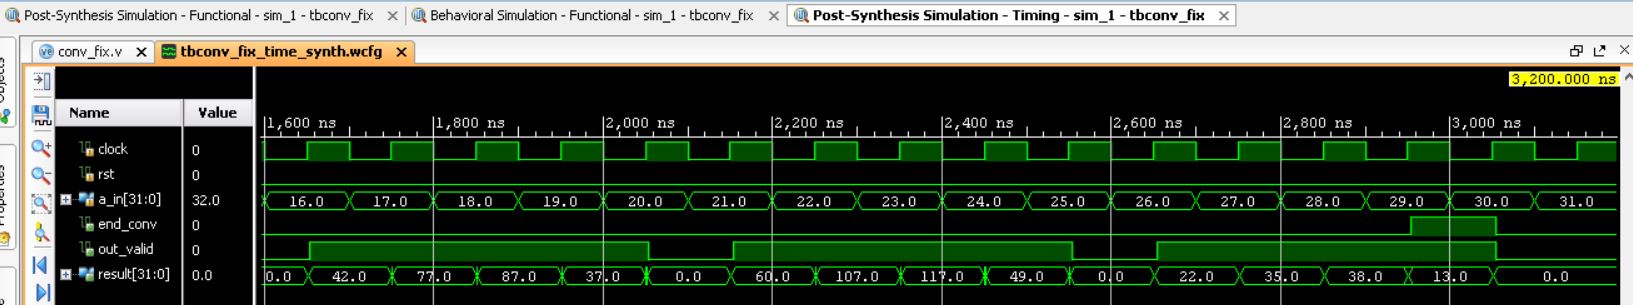 Post-Synthesis Simulation - Functional - sim_1 - tbconv_fix × Behavioral Simulation - Functional - sim_1 - tbconv_fix × Post-Synthesis Simulation - Timing - sim_1 - tbconv_fix ×
conv_fix.v × tbconv_fix_time_synth.wcfg ×
Objects
Properties
3,200.000 ns
Name Value
1,600 ns 1,800 ns 2,000 ns 2,200 ns 2,400 ns 2,600 ns 2,800 ns 3,000 ns
clock 0
rst 0
a_in[31:0] 32.0 16.0 17.0 18.0 19.0 20.0 21.0 22.0 23.0 24.0 25.0 26.0 27.0 28.0 29.0 30.0 31.0
end_conv 0
out_valid 0
result[31:0] 0.0 0.0 42.0 77.0 87.0 37.0 0.0 60.0 107.0 117.0 49.0 0.0 22.0 35.0 38.0 13.0 0.0